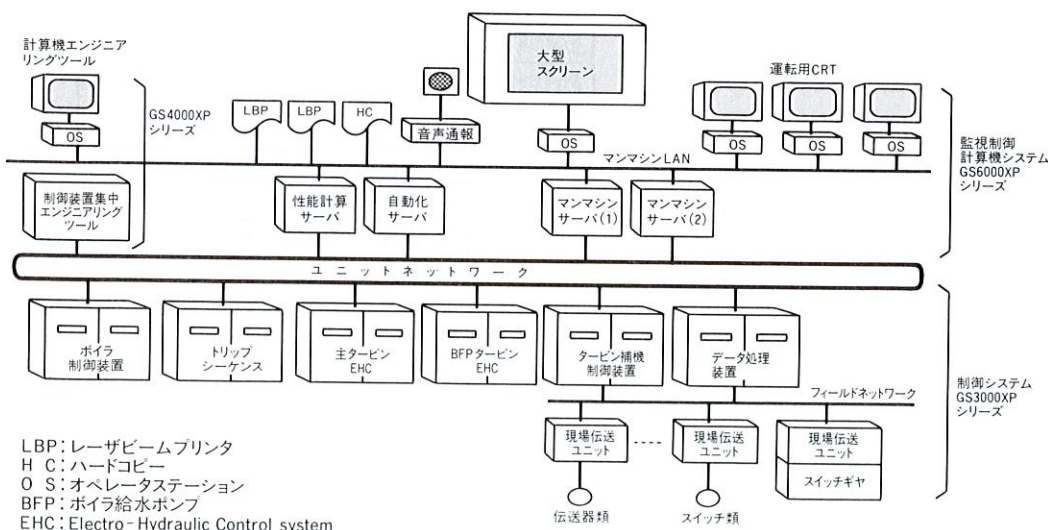 計算機エンジニア
リングツール
OS
GS4000XP
シリーズ
LBP
LBP
HC
音声通報
大型
スクリーン
OS
運転用CRT
OS
OS
OS
マンマシンLAN
監視制御
計算機システム
GS6000XP
シリーズ
制御装置集中
エンジニアリング
ツール
性能計算
サーバ
自動化
サーバ
マンマシン
サーバ(1)
マンマシン
サーバ(2)
ユニットネットワーク
ボイラ
制御装置
トリップ
シーケンス
主タービン
EHC
BFPタービン
EHC
タービン補機
制御装置
データ処理
装置
フィールドネットワーク
制御システム
GS3000XP
シリーズ
現場伝送
ユニット
現場伝送
ユニット
現場伝送
ユニット
スイッチギヤ
伝送器類
スイッチ類
LBP:レーザビームプリンタ
H C:ハードコピー
O S:オペレータステーション
BFP:ボイラ給水ポンプ
EHC:Electro-Hydraulic Control system